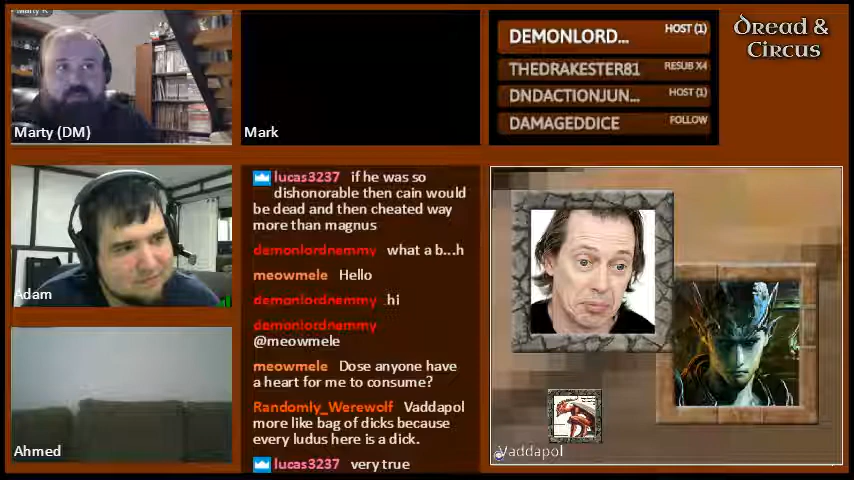 Marty K
Marty (DM)
Mark
DEMONLORD... HOST (1)
THEDRAKESTER81 RESUB X4
DNDACTIONJUN... HOST (1)
DAMAGEDDICE FOLLOW
Dread &
Circus
Adam
Ahmed
lucas3237 if he was so
dishonorable then cain would
be dead and then cheated way
more than magnus
demonlordnemmy what a b...h
meowmele Hello
demonlordnemmy hi
demonlordnemmy
@meowmele
meowmele Dose anyone have
a heart for me to consume?
Randomly_Werewolf Vaddapol
more like bag of dicks because
every ludus here is a dick.
lucas3237 very true
Vaddapol